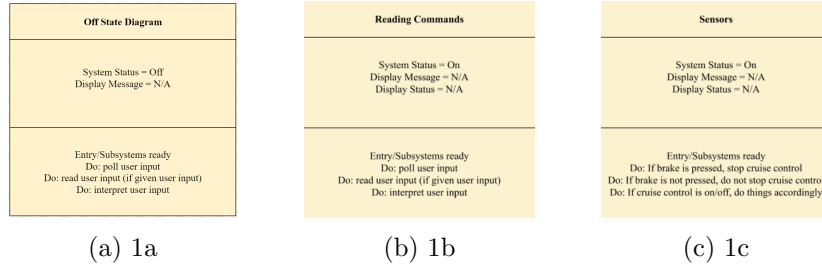 Off State Diagram
System Status = Off
Display Message = N/A
Entry/Subsystems ready
Do: poll user input
Do: read user input (if given user input)
Do: interpret user input
(a) 1a
Reading Commands
System Status = On
Display Message = N/A
Display Status = N/A
Entry/Subsystems ready
Do: poll user input
Do: read user input (if given user input)
Do: interpret user input
(b) 1b
Sensors
System Status = On
Display Message = N/A
Display Status = N/A
Entry/Subsystems ready
Do: If brake is pressed, stop cruise control
Do: If brake is not pressed, do not stop cruise control
Do: If cruise control is on/off, do things accordingly
(c) 1c